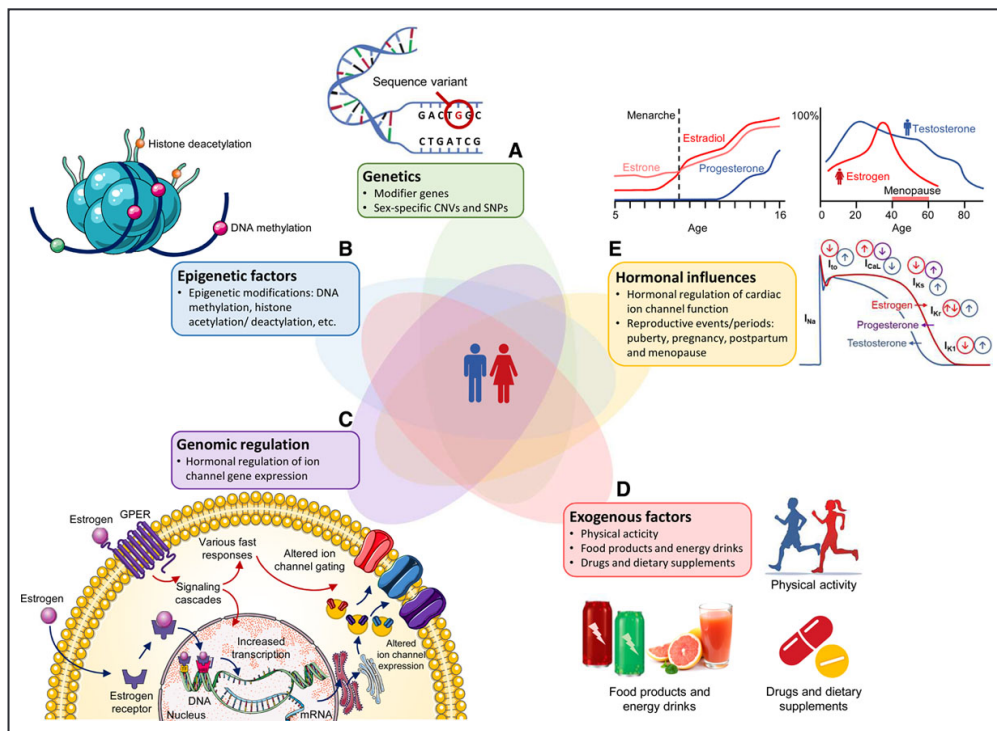 Sequence variant
G A C T G G C
C T G A T C G
A
Genetics
• Modifier genes
• Sex-specific CNVs and SNPs
Histone deacetylation
DNA methylation
B
Epigenetic factors
• Epigenetic modifications: DNA
methylation, histone
acetylation/ deactylation, etc.
Menarche
Estradiol
Estrone
Progesterone
5
16
Age
100%
Testosterone
Estrogen
Menopause
0
20
40
60
80
Age
E
Hormonal influences
• Hormonal regulation of cardiac
ion channel function
• Reproductive events/periods:
puberty, pregnancy, postpartum
and menopause
Ito
ICaL
IKs
INa
Estrogen
IKr
Progesterone
Testosterone
IK1
C
Genomic regulation
• Hormonal regulation of ion
channel gene expression
GPER
Estrogen
Various fast
responses
Altered ion
channel gating
Signaling
cascades
Estrogen
Increased
transcription
Altered
ion channel
expression
Estrogen
receptor
DNA
Nucleus
mRNA
D
Exogenous factors
• Physical activity
• Food products and energy drinks
• Drugs and dietary supplements
Physical activity
Food products and
energy drinks
Drugs and dietary
supplements